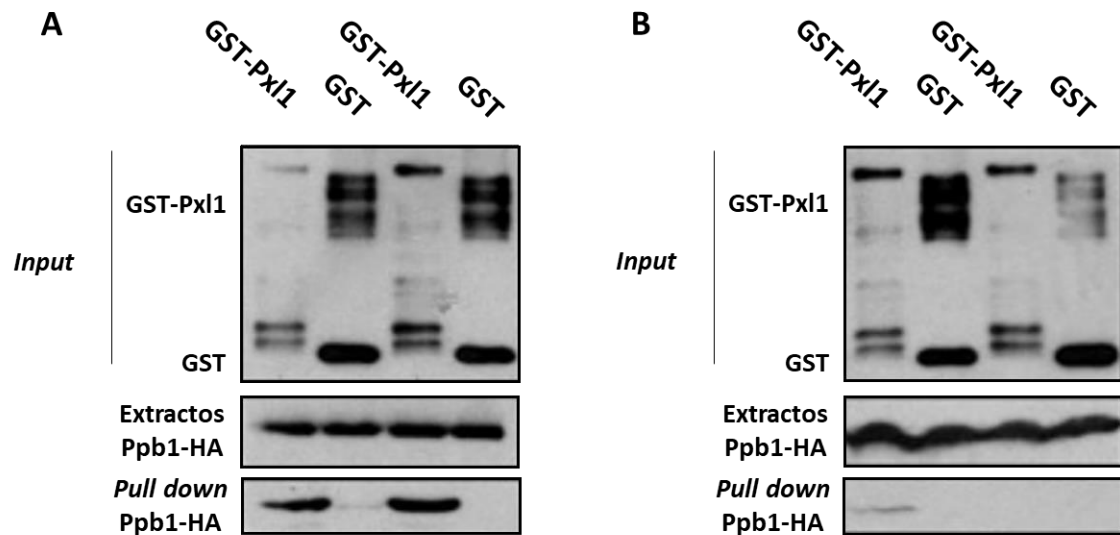 A
GST-Pxl1
GST
GST-Pxl1
GST
GST-Pxl1
Input
GST
Extractos
Ppb1-HA
Pull down
Ppb1-HA
B
GST-Pxl1
GST
GST-Pxl1
GST
GST-Pxl1
Input
GST
Extractos
Ppb1-HA
Pull down
Ppb1-HA